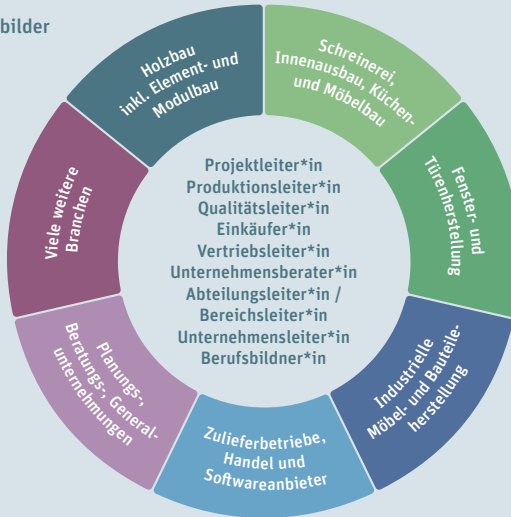 bilder
Holzbau
inkl. Element- und
Modulbau
Schreinerei,
Innenausbau, Küchen-
und Möbelbau
Fenster- und
Türenherstellung
Industrielle
Möbel- und Bauteile-
herstellung
Zulieferbetriebe,
Handel und
Softwareanbieter
Planungs-,
Beratungs-, General-
unternehmungen
Viele weitere
Branchen
Projektleiter*in
Produktionsleiter*in
Qualitätsleiter*in
Einkäufer*in
Vertriebsleiter*in
Unternehmensberater*in
Abteilungsleiter*in /
Bereichsleiter*in
Unternehmensleiter*in
Berufsbildner*in